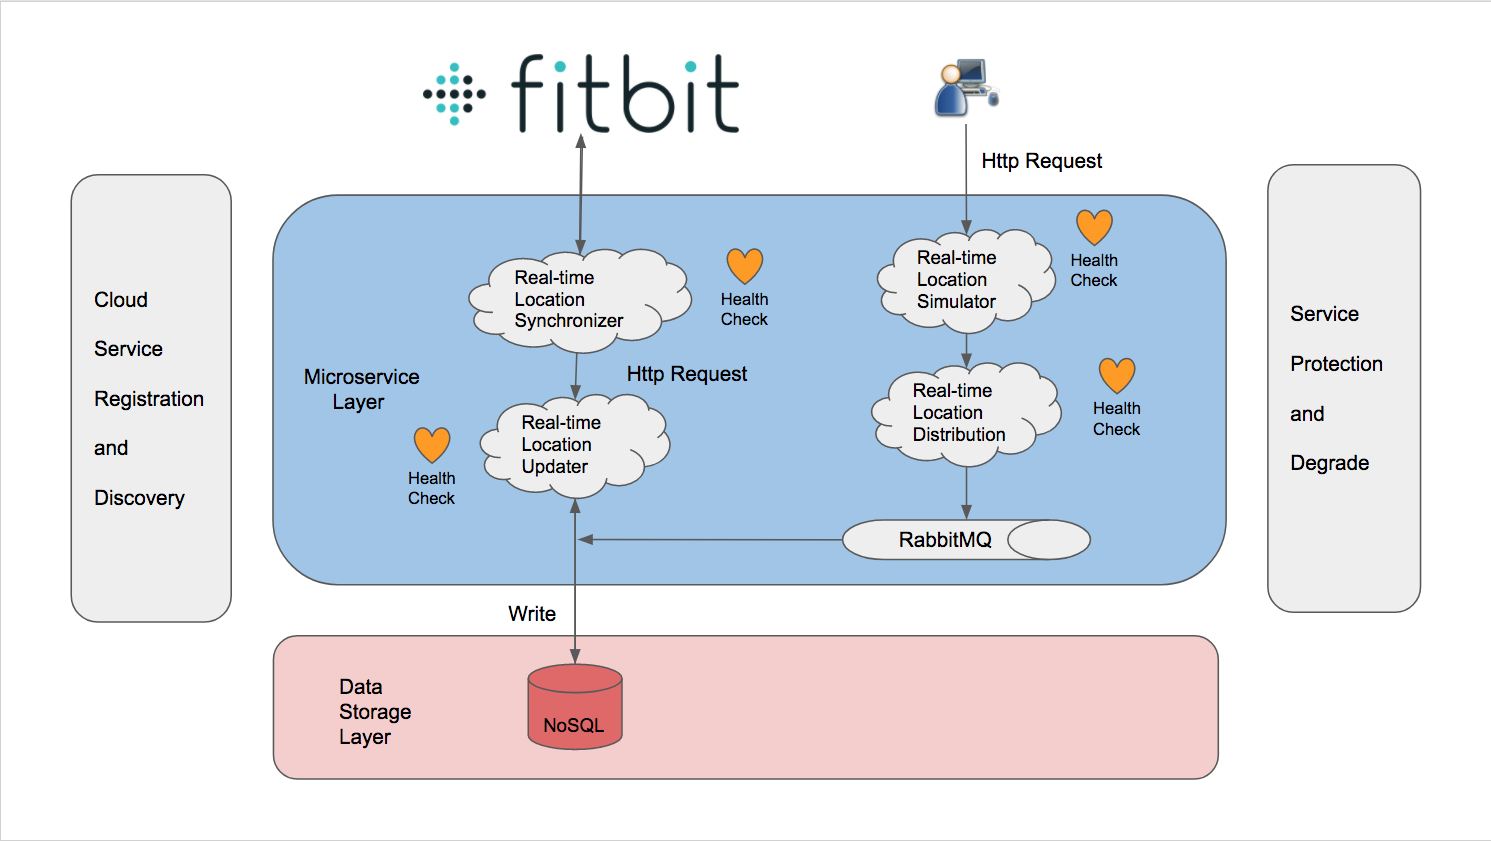 fitbit
Http Request
Cloud
Service
Registration
and
Discovery
Microservice
Layer
Real-time
Location
Synchronizer
Health
Check
Http Request
Real-time
Location
Updater
Health
Check
Real-time
Location
Simulator
Health
Check
Real-time
Location
Distribution
Health
Check
RabbitMQ
Service
Protection
and
Degrade
Write
Data
Storage
Layer
NoSQL